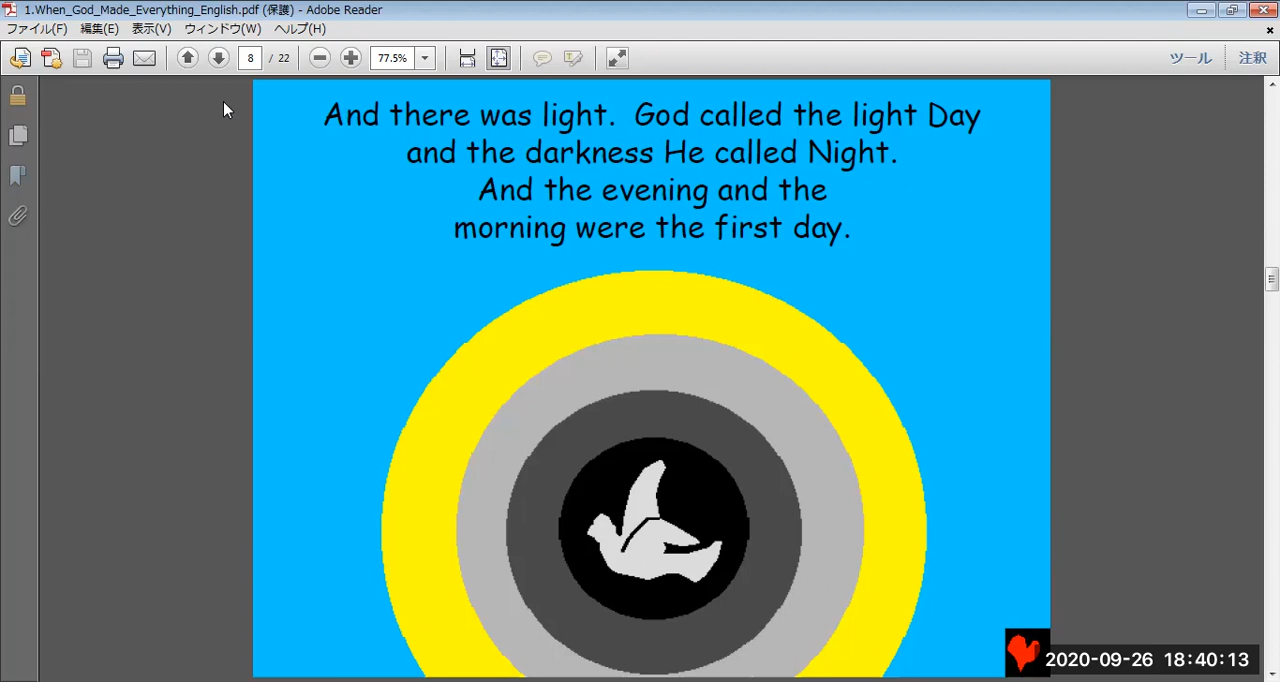 1.When_God_Made_Everything_English.pdf (保護) - Adobe Reader
ファイル(F) 編集(E) 表示(V) ウィンドウ(W) ヘルプ(H)
8 / 22 77.5% ツール 注釈
And there was light. God called the light Day
and the darkness He called Night.
And the evening and the
morning were the first day.
2020-09-26 18:40:13